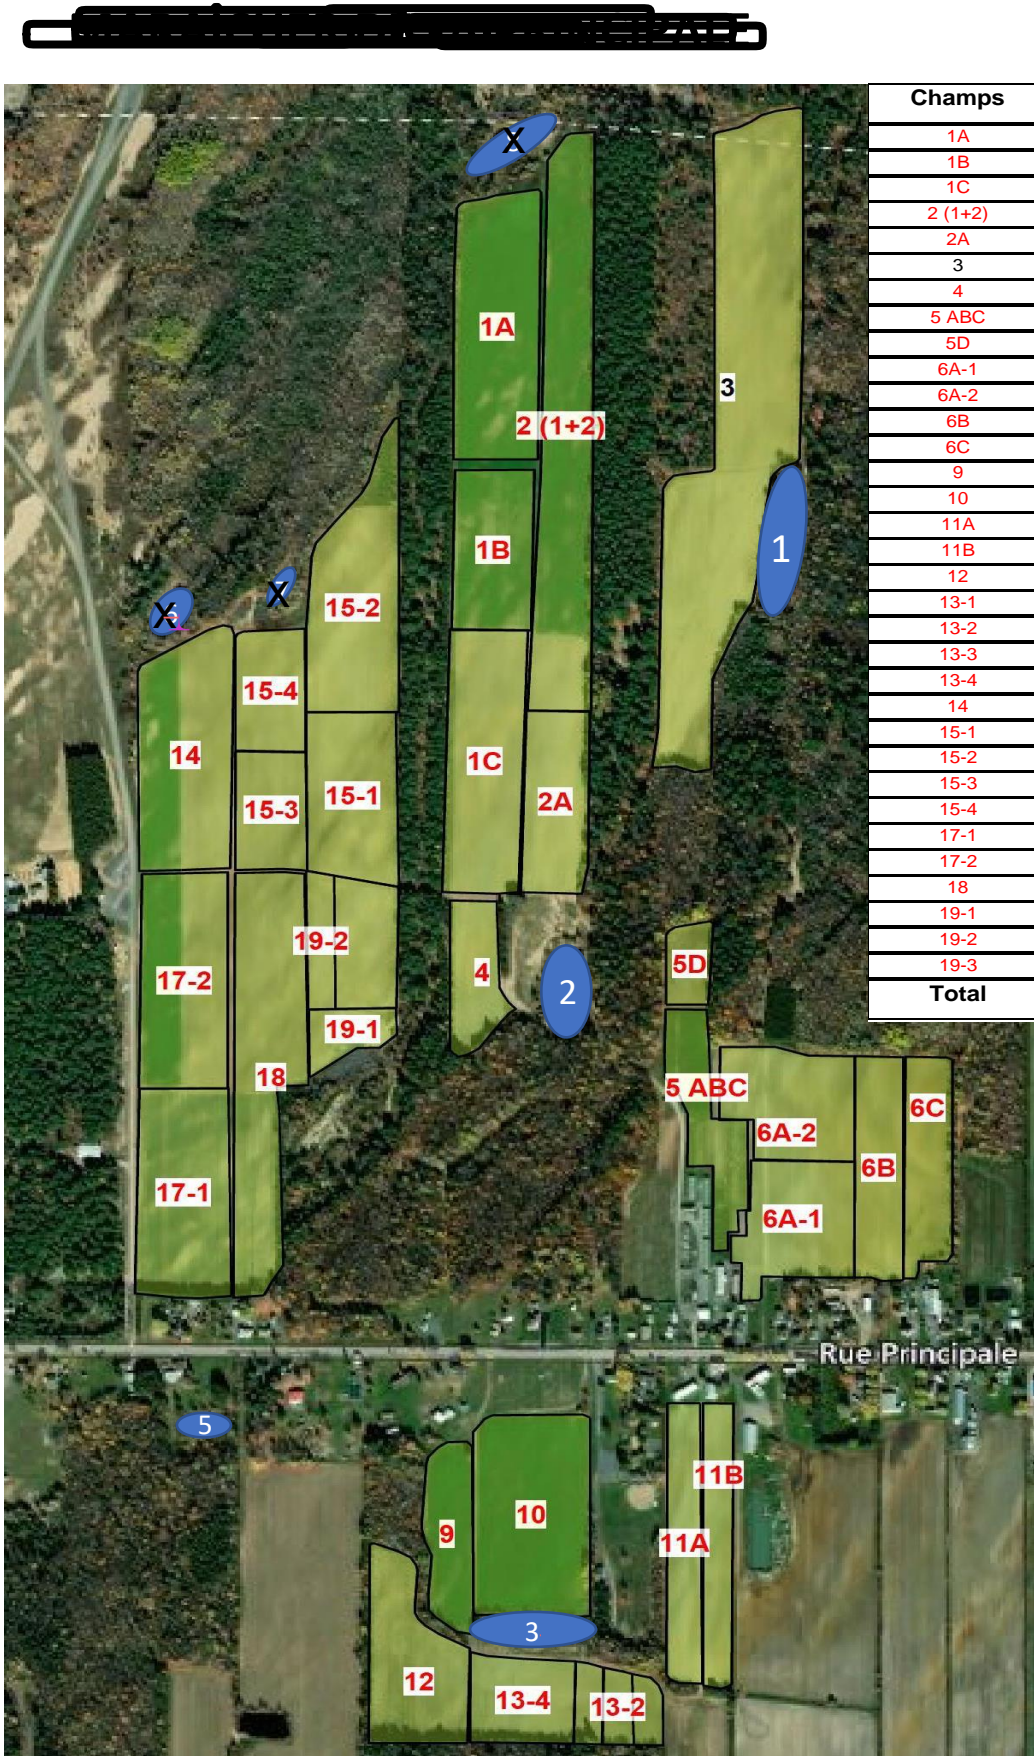 Champs
1A
1B
1C
2 (1+2)
2A
3
4
5 ABC
5D
6A-1
6A-2
6B
6C
9
10
11A
11B
12
13-1
13-2
13-3
13-4
14
15-1
15-2
15-3
15-4
17-1
17-2
18
19-1
19-2
19-3
Total
X
1A
3
2 (1+2)
1
1B
X
X
15-2
15-4
14
1C
15-3
15-1
2A
19-2
5D
4
17-2
2
19-1
18
5 ABC
6C
6A-2
6B
17-1
6A-1
Rue Principale
5
11B
10
9
11A
3
12
13-4
13-2